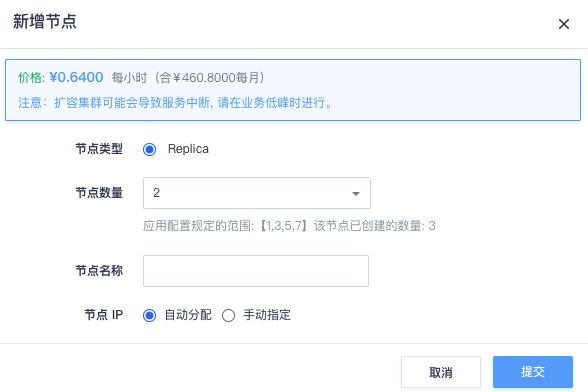 新增节点
价格: ¥0.6400 每小时（合¥460.8000每月）
注意：扩容集群可能会导致服务中断, 请在业务低峰时进行。
节点类型 Replica
节点数量 2
应用配置规定的范围:【1,3,5,7】该节点已创建的数量: 3
节点名称
节点 IP 自动分配 手动指定
取消 提交